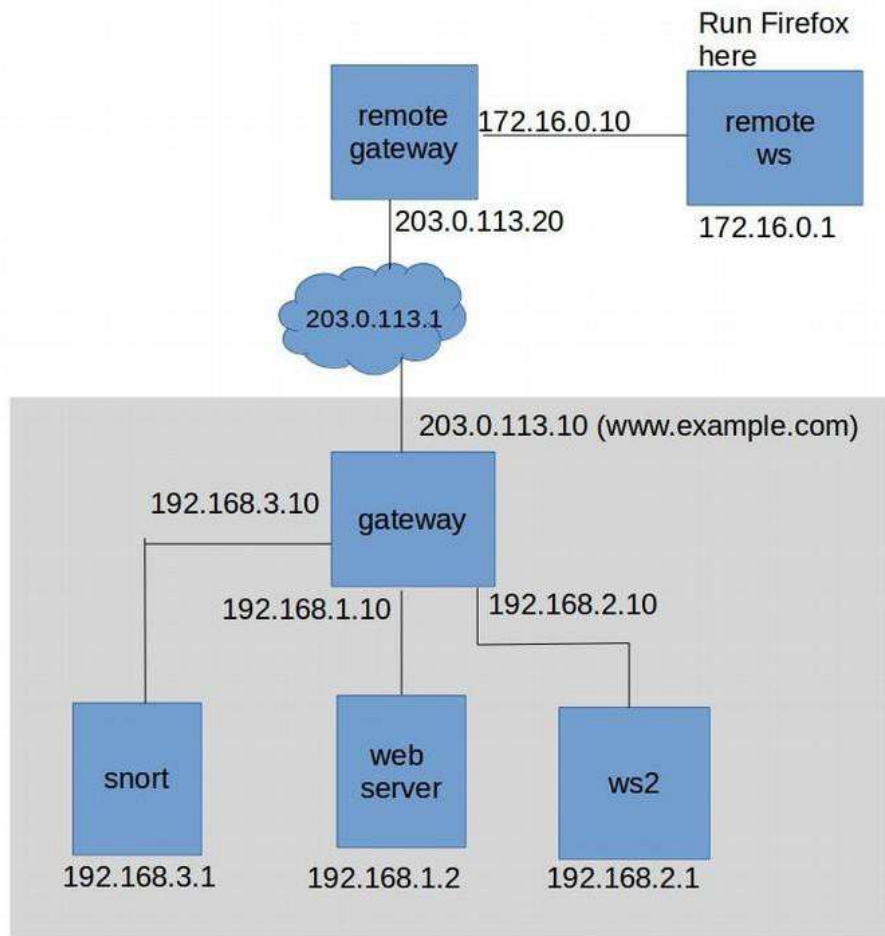 Run Firefox
here
remote
gateway
172.16.0.10
remote
ws
203.0.113.20
172.16.0.1
203.0.113.1
203.0.113.10 (www.example.com)
192.168.3.10
gateway
192.168.1.10
192.168.2.10
snort
web
server
ws2
192.168.3.1
192.168.1.2
192.168.2.1